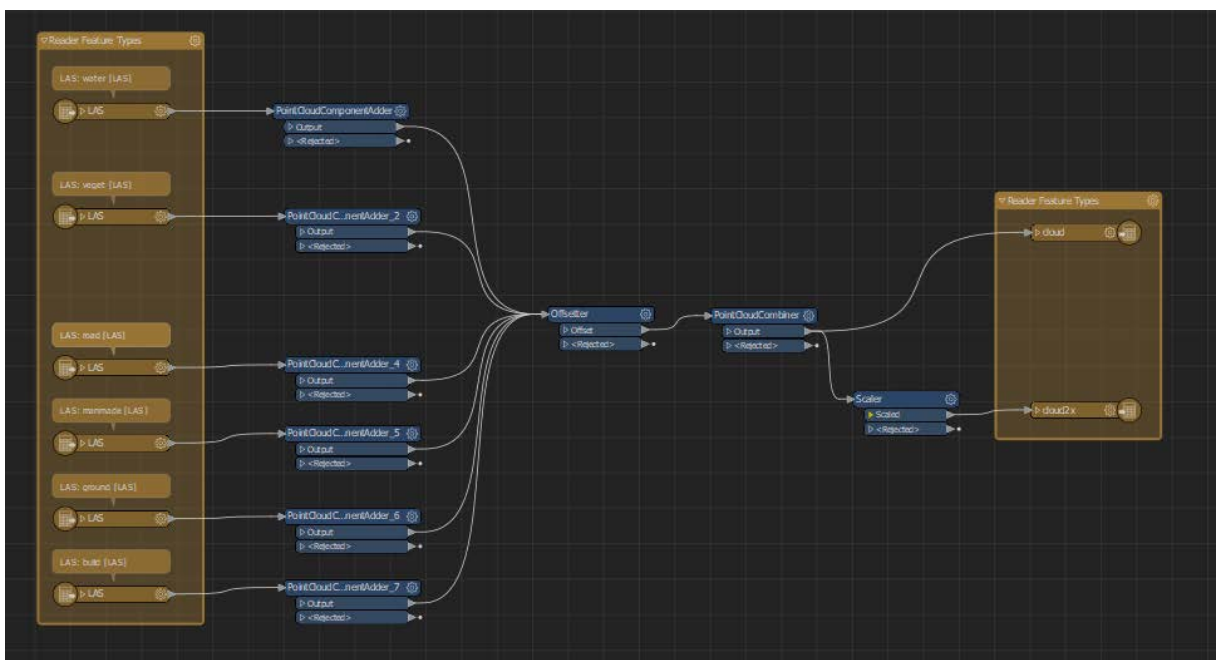 Reader Feature Types
LAS: water [LAS]
LAS
PointCloudComponentAdder
Output
<Rejected>
LAS: veget [LAS]
LAS
PointCloudC...nentAdder_2
Output
<Rejected>
Reader Feature Types
cloud
Offsetter
Offset
<Rejected>
PointCloudCombiner
Output
<Rejected>
LAS
PointCloudC...nentAdder_4
Output
<Rejected>
Scaler
Scaled
<Rejected>
cloud2x
LAS: manmade [LAS]
LAS
PointCloudC...nentAdder_5
Output
<Rejected>
LAS: ground [LAS]
LAS
PointCloudC...nentAdder_6
Output
<Rejected>
LAS: build [LAS]
LAS
PointCloudC...nentAdder_7
Output
<Rejected>